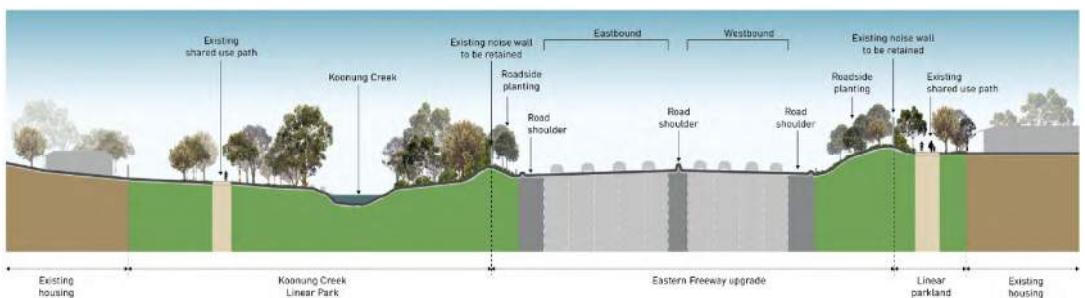 Existing
shared use path
Koonung Creek
Existing noise wall
to be retained
Roadside
planting
Road
shoulder
Eastbound
Road
shoulder
Westbound
Road
shoulder
Roadside
planting
Existing noise wall
to be retained
Existing
shared use path
Existing
housing
Koonung Creek
Linear Park
Eastern Freeway upgrade
Linear
parkland
Existing
housing